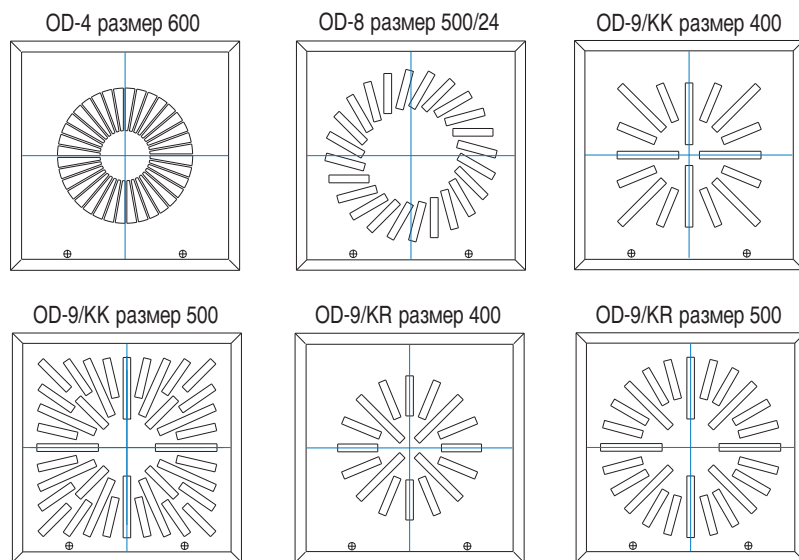 OD-4 размер 600
OD-8 размер 500/24
OD-9/KK размер 400
OD-9/KK размер 500
OD-9/KR размер 400
OD-9/KR размер 500